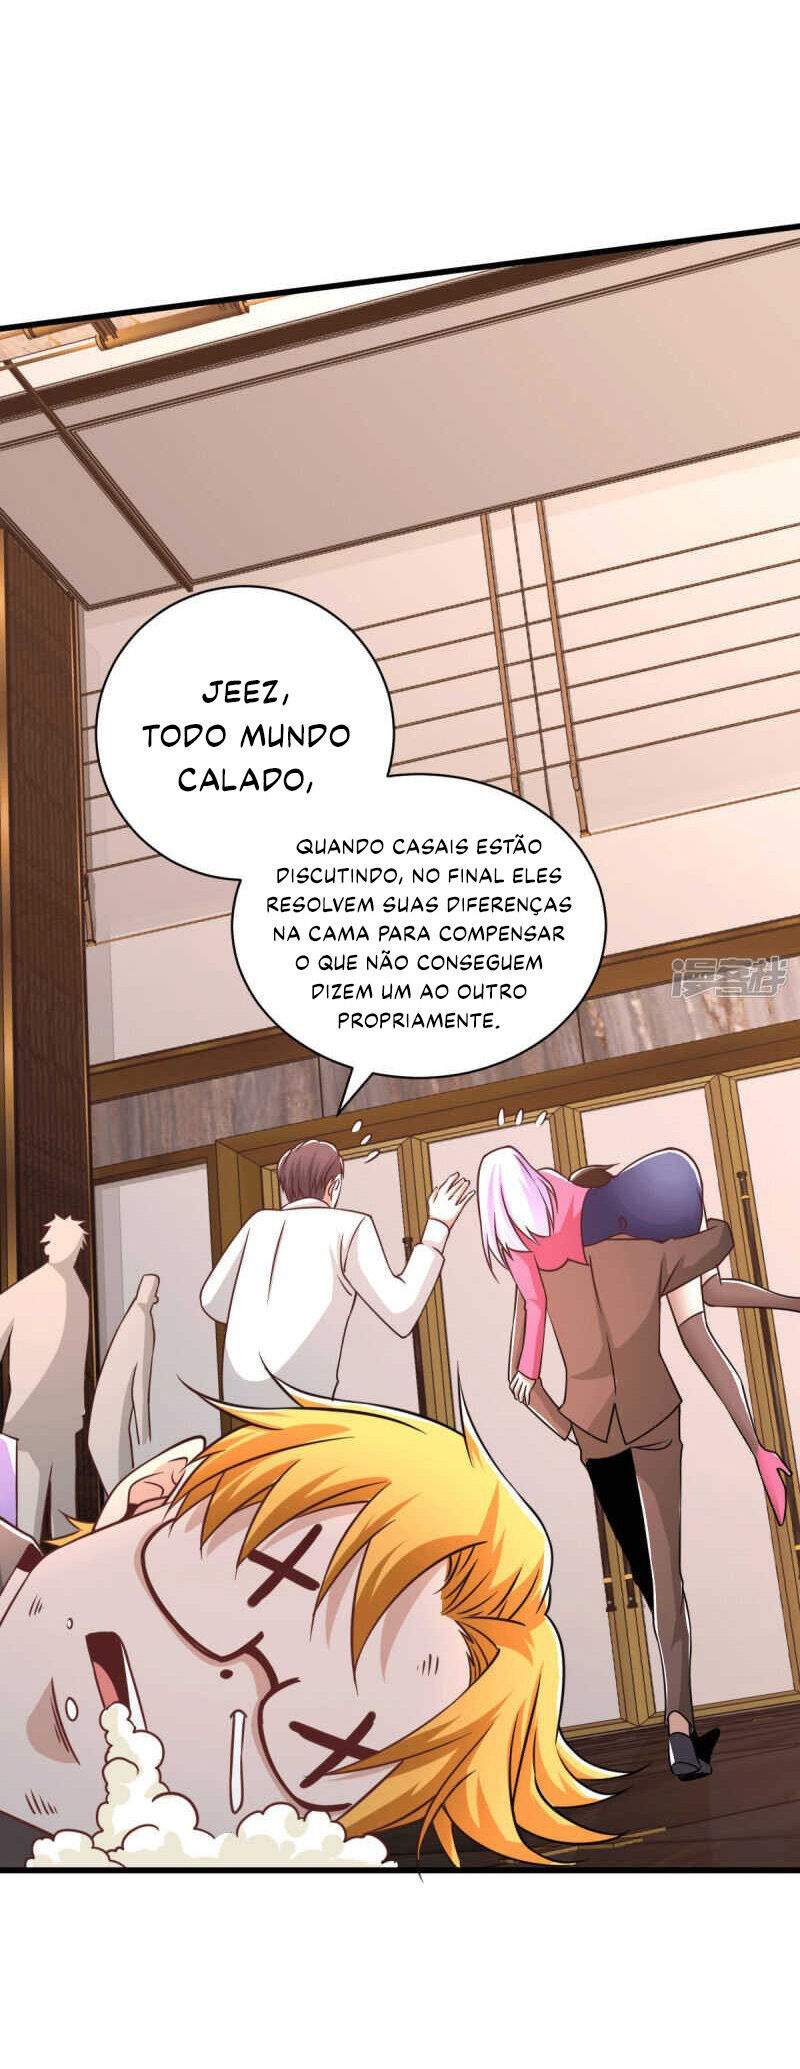 JEEZ,
TODO MUNDO
CALADO,
QUANDO CASAIS ESTÃO
DISCUTINDO, NO FINAL ELES
RESOLVEM SUAS DIFERENÇAS
NA CAMA PARA COMPENSAR
O QUE NÃO CONSEGUEM
DIZEM UM AO OUTRO
PROPRIAMENTE.
漫客栈